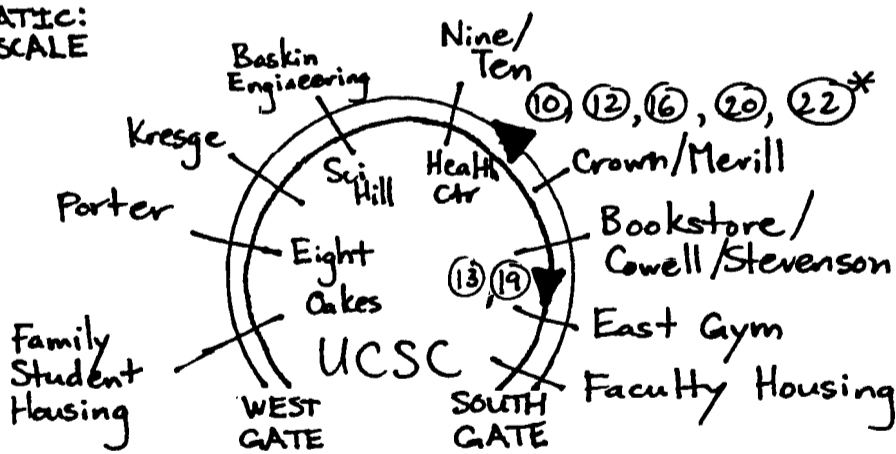 ATIC:
SCALE
Baskin
Engineering
Nine/
Ten
10, 12, 16, 20, 22*
Kresge
Sci
Hill
Health
Ctr
Crown/Merill
Porter
Eight
Oakes
13, 19
Bookstore/
Cowell/Stevenson
Family
Student
Housing
UCSC
East Gym
Faculty Housing
WEST
GATE
SOUTH
GATE